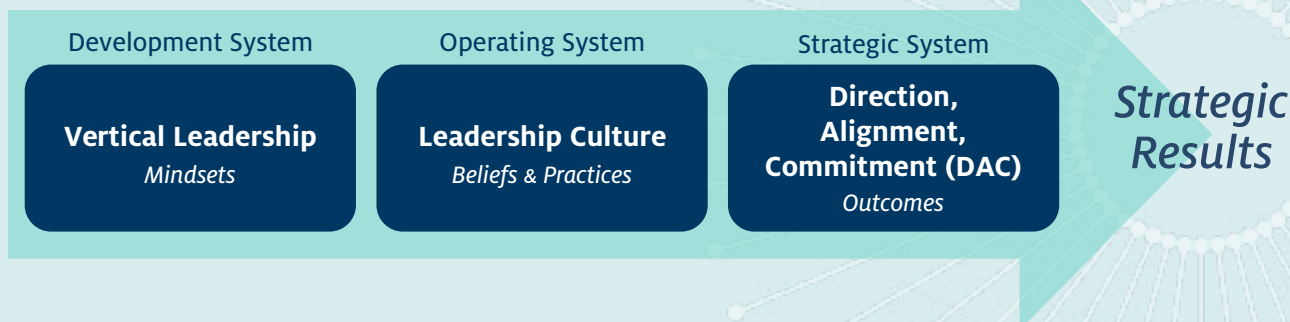 Development System
Vertical Leadership
Mindsets
Operating System
Leadership Culture
Beliefs & Practices
Strategic System
Direction,
Alignment,
Commitment (DAC)
Outcomes
Strategic
Results